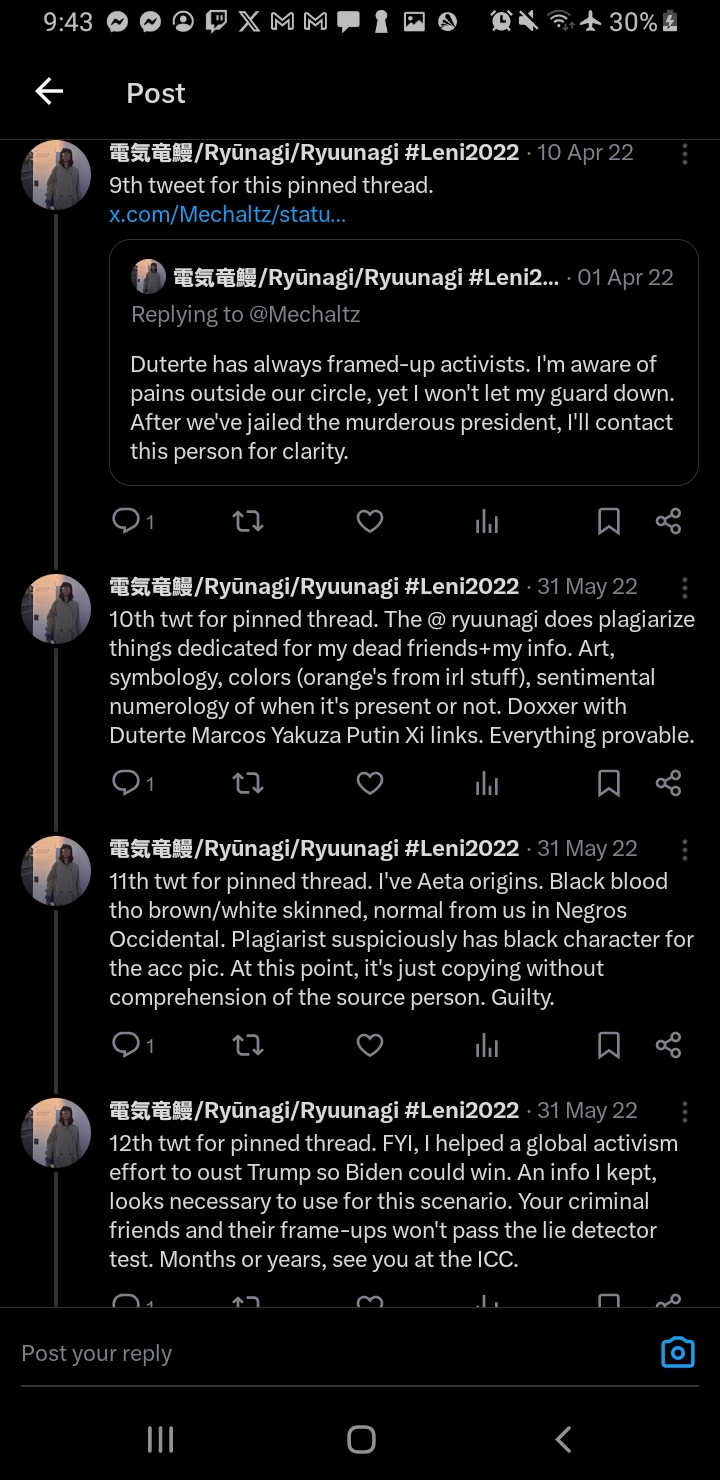 9:43
30%
Post
電気竜鰻/Ryūnagi/Ryuunagi #Leni2022 · 10 Apr 22
9th tweet for this pinned thread.
x.com/Mechaltz/statu...
電気竜鰻/Ryūnagi/Ryuunagi #Leni2... · 01 Apr 22
Replying to @Mechaltz
Duterte has always framed-up activists. I'm aware of
pains outside our circle, yet I won't let my guard down.
After we've jailed the murderous president, I'll contact
this person for clarity.
1
電気竜鰻/Ryūnagi/Ryuunagi #Leni2022 · 31 May 22
10th twt for pinned thread. The @ ryuunagi does plagiarize
things dedicated for my dead friends+my info. Art,
symbology, colors (orange's from irl stuff), sentimental
numerology of when it's present or not. Doxxer with
Duterte Marcos Yakuza Putin Xi links. Everything provable.
1
電気竜鰻/Ryūnagi/Ryuunagi #Leni2022 · 31 May 22
11th twt for pinned thread. I've Aeta origins. Black blood
tho brown/white skinned, normal from us in Negros
Occidental. Plagiarist suspiciously has black character for
the acc pic. At this point, it's just copying without
comprehension of the source person. Guilty.
1
電気竜鰻/Ryūnagi/Ryuunagi #Leni2022 · 31 May 22
12th twt for pinned thread. FYI, I helped a global activism
effort to oust Trump so Biden could win. An info I kept,
looks necessary to use for this scenario. Your criminal
friends and their frame-ups won't pass the lie detector
test. Months or years, see you at the ICC.
1
Post your reply